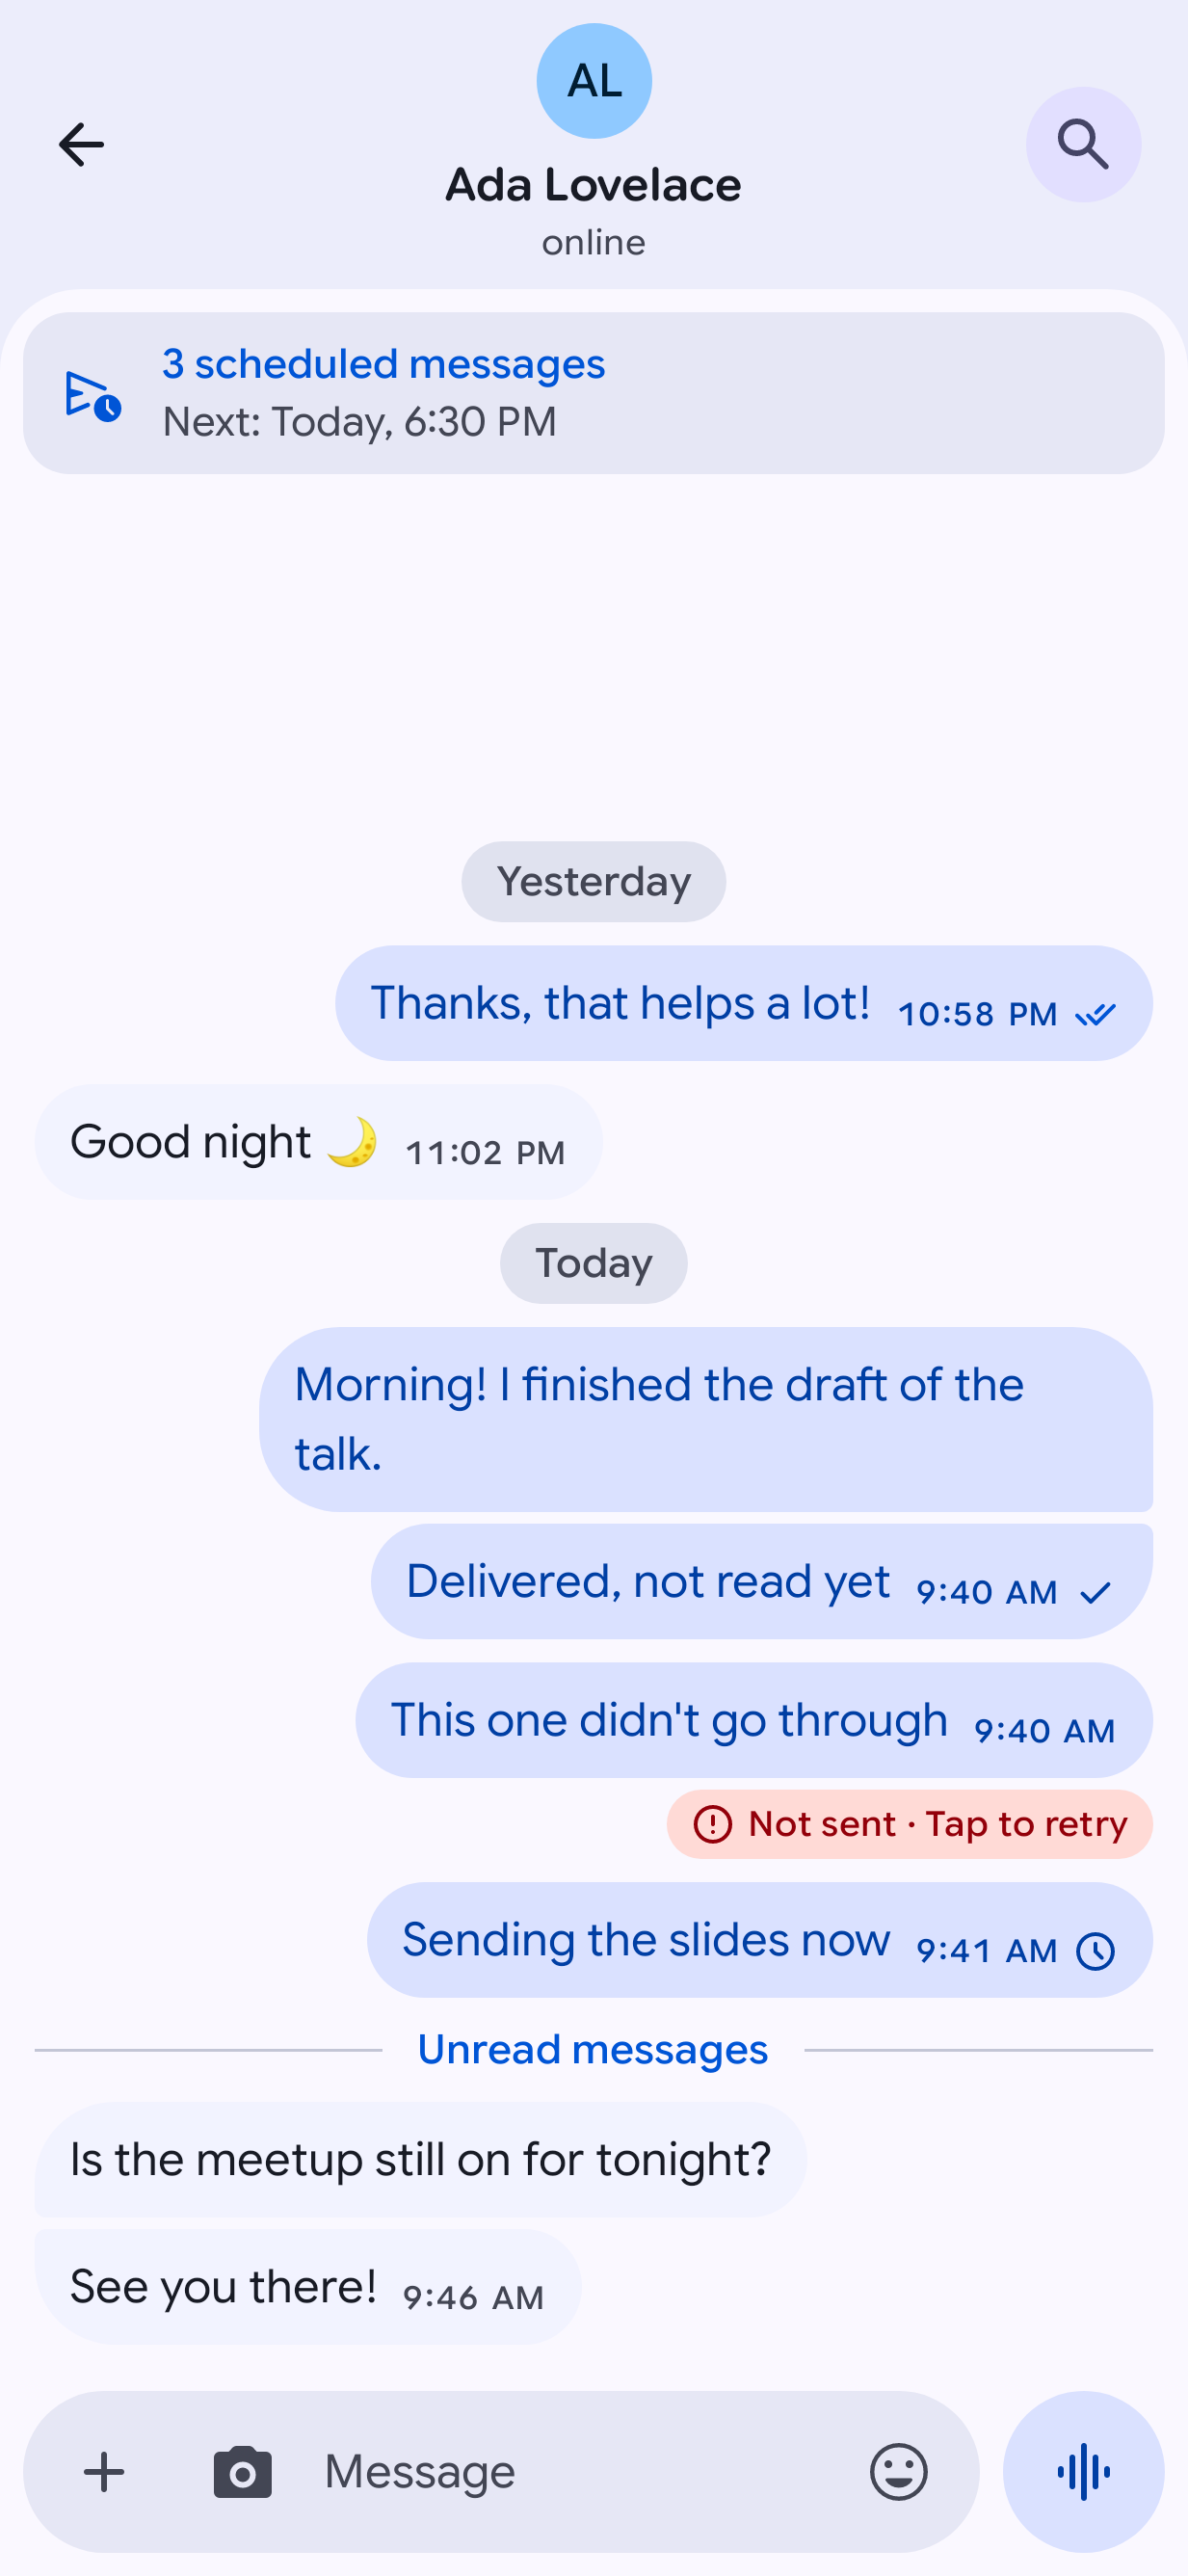 AL
Ada Lovelace
online
3 scheduled messages
Next: Today, 6:30 PM
Yesterday
Thanks, that helps a lot! 10:58 PM
Good night 🌙 11:02 PM
Today
Morning! I finished the draft of the
talk.
Delivered, not read yet 9:40 AM
This one didn't go through 9:40 AM
Not sent · Tap to retry
Sending the slides now 9:41 AM
Unread messages
Is the meetup still on for tonight?
See you there! 9:46 AM
Message